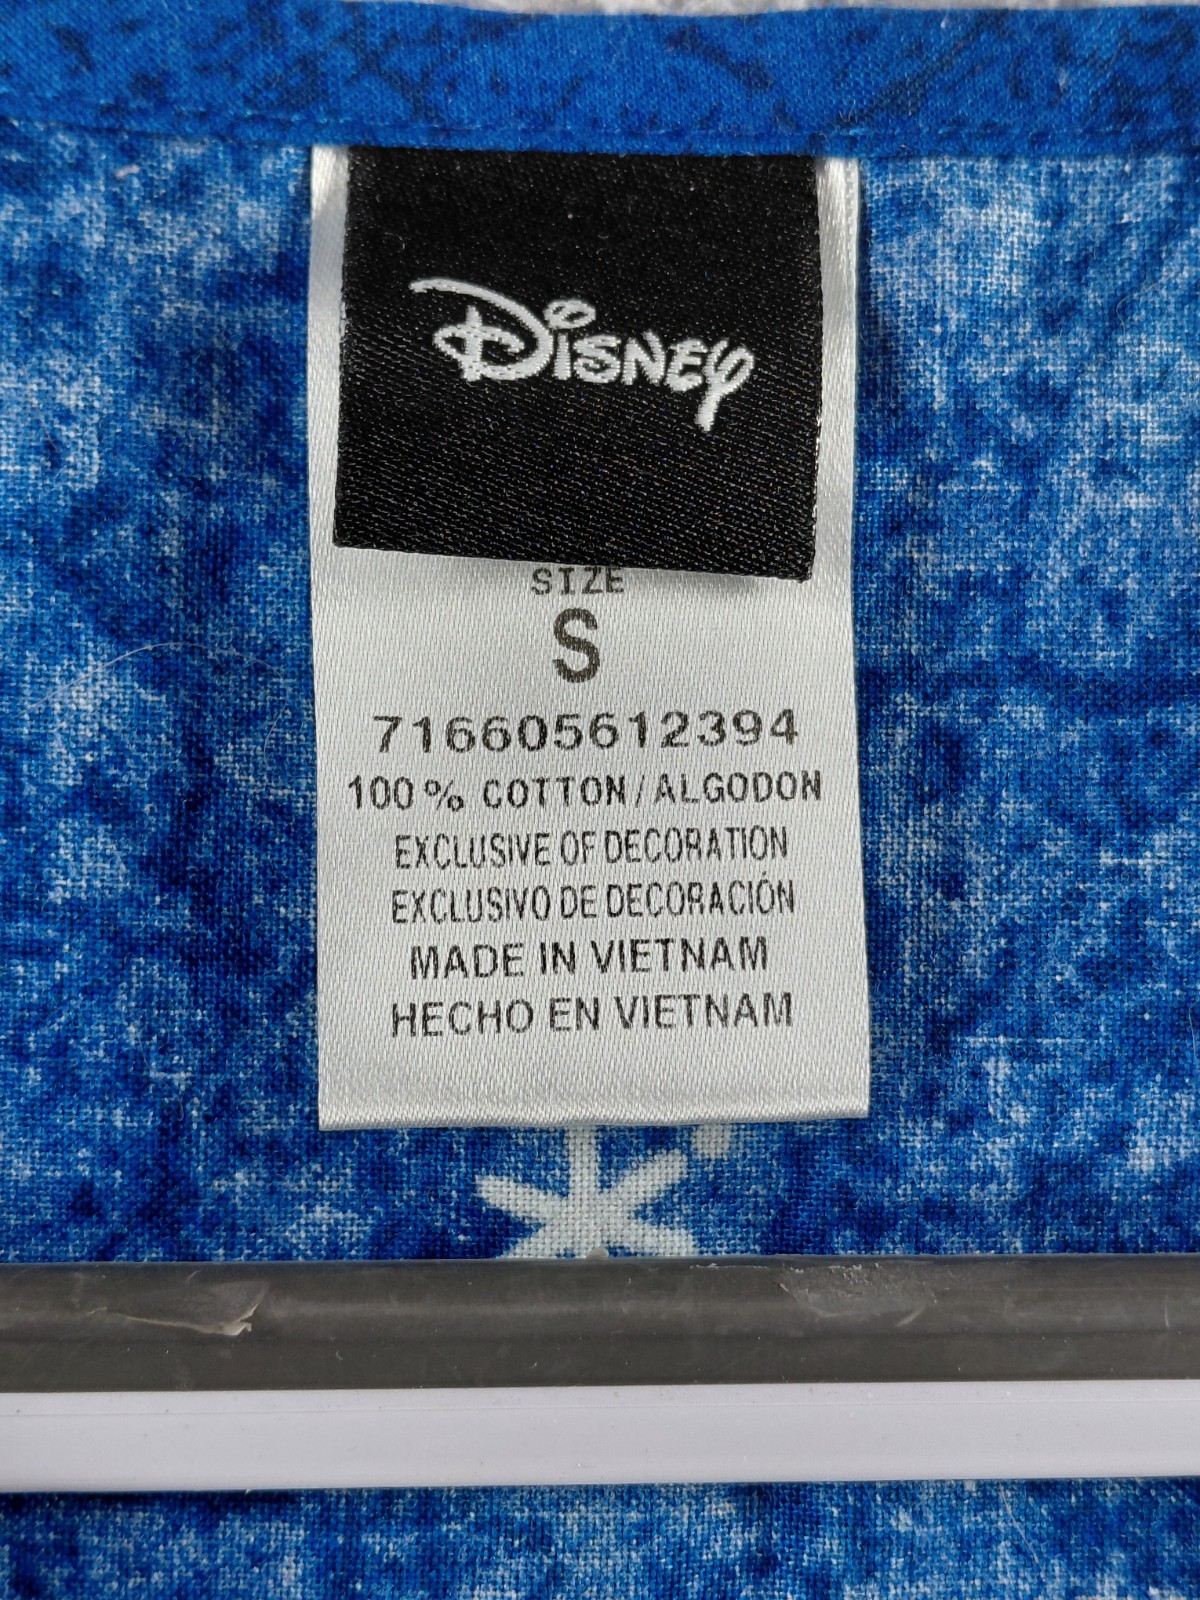 Disney
SIZE
S
716605612394
100% COTTON/ALGODON
EXCLUSIVE OF DECORATION
EXCLUSIVO DE DECORACIÓN
MADE IN VIETNAM
HECHO EN VIETNAM